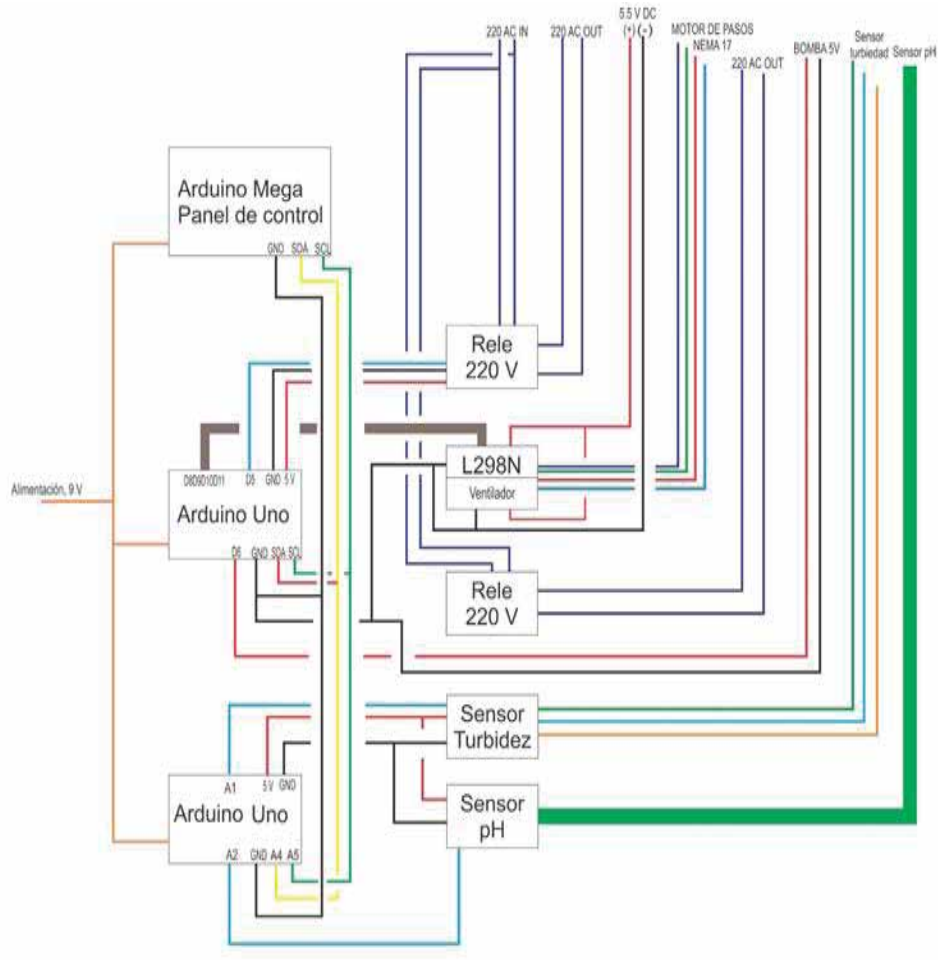 220 AC IN
220 AC OUT
5.5 V DC
(+) (-)
MOTOR DE PASOS
NEMA 17
220 AC OUT
BOMBA 5V
Sensor
turbiedad
Sensor pH
Arduino Mega
Panel de control
GND SDA SCL
Rele
220 V
D8D9D10D11 D5 GND 5 V
L298N
Ventilador
Alimentación, 9 V
Arduino Uno
D6 GND SDA SCL
Rele
220 V
Sensor
Turbidez
A1 5 V GND
Arduino Uno
Sensor
pH
A2 GND A4 A5